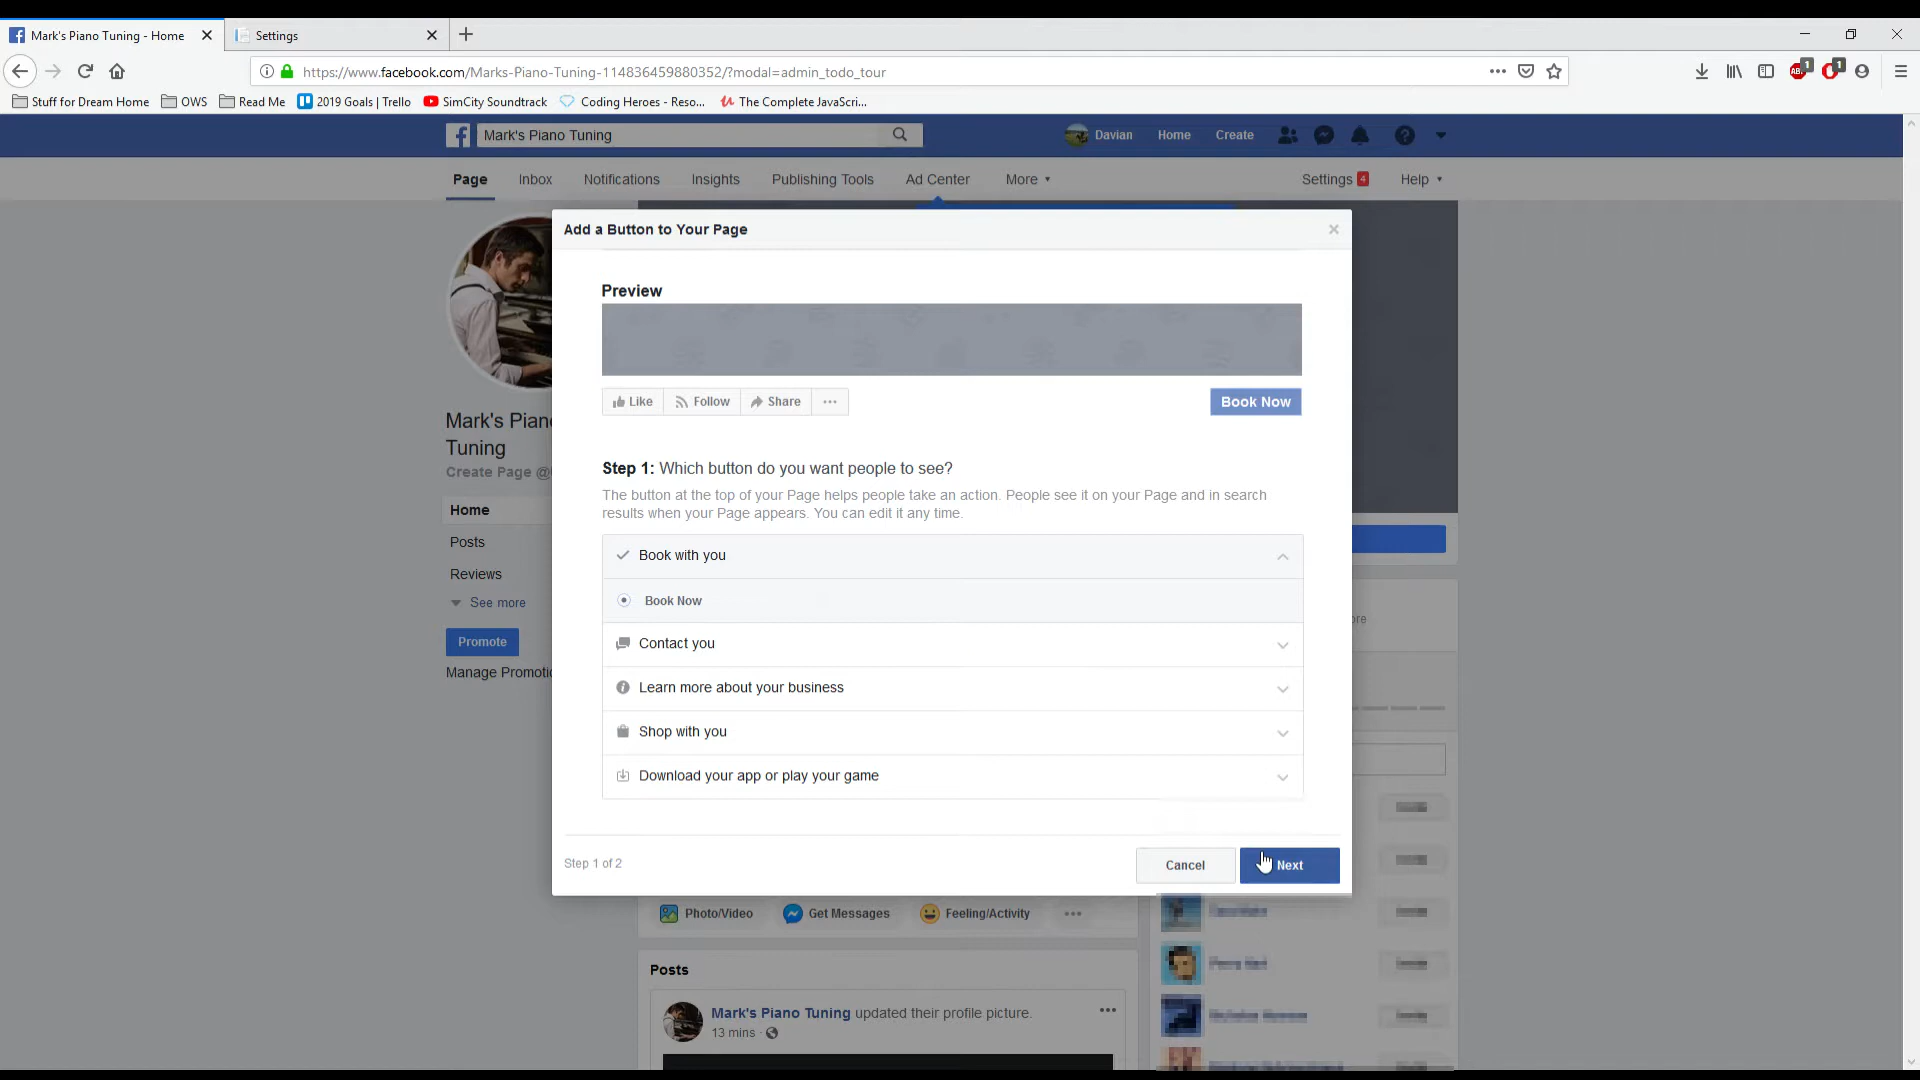 Mark's Piano Tuning - Home
Settings
https://www.facebook.com/Marks-Piano-Tuning-114836459880352/?modal=admin_todo_tour
1
1
Stuff for Dream Home
OWS
Read Me
2019 Goals | Trello
SimCity Soundtrack
Coding Heroes - Reso...
The Complete JavaScri...
Mark's Piano Tuning
Davian
Home
Create
Page
Inbox
Notifications
Insights
Publishing Tools
Ad Center
More
Settings 4
Help
Add a Button to Your Page
Preview
Like
Follow
Share
Book Now
Mark's Pian
Tuning
Create Page @
Home
Posts
Reviews
See more
Promote
Manage Promotio
Step 1: Which button do you want people to see?
The button at the top of your Page helps people take an action. People see it on your Page and in search
results when your Page appears. You can edit it any time.
Book with you
Book Now
Contact you
Learn more about your business
Shop with you
Download your app or play your game
Step 1 of 2
Cancel
Next
Photo/Video
Get Messages
Feeling/Activity
Posts
Mark's Piano Tuning updated their profile picture.
13 mins